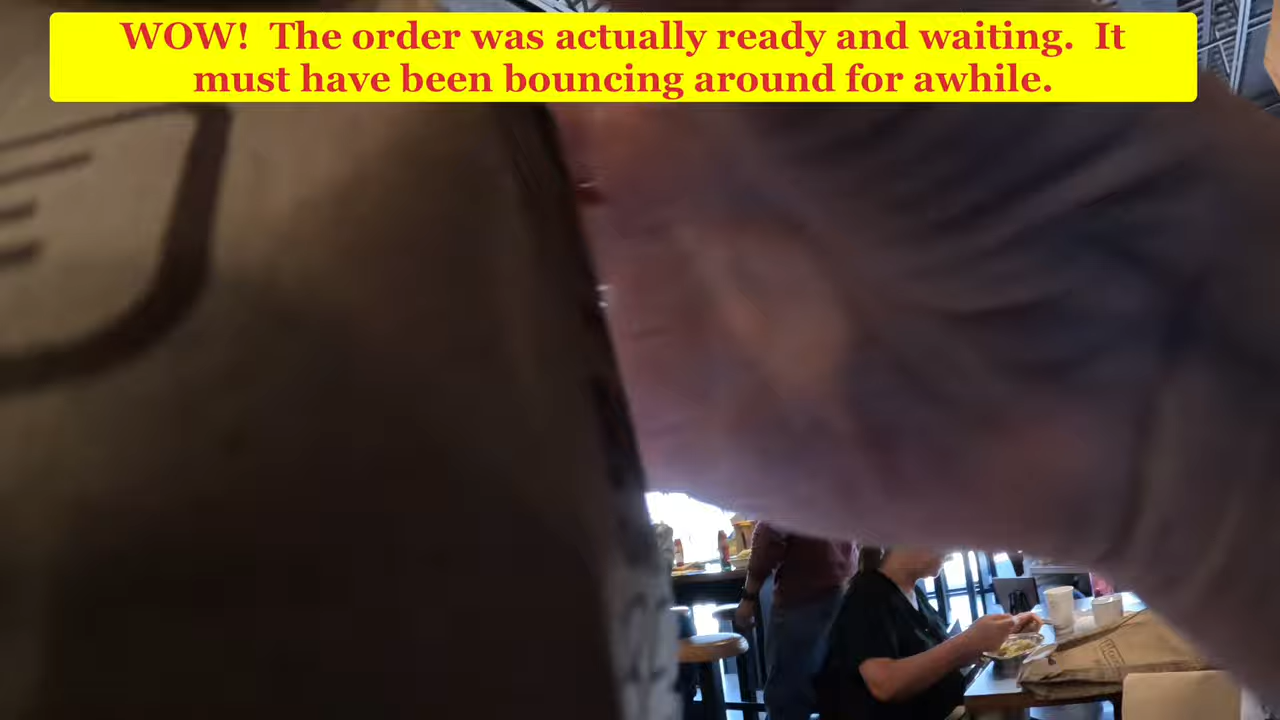 WOW!  The order was actually ready and waiting.  It
must have been bouncing around for awhile.